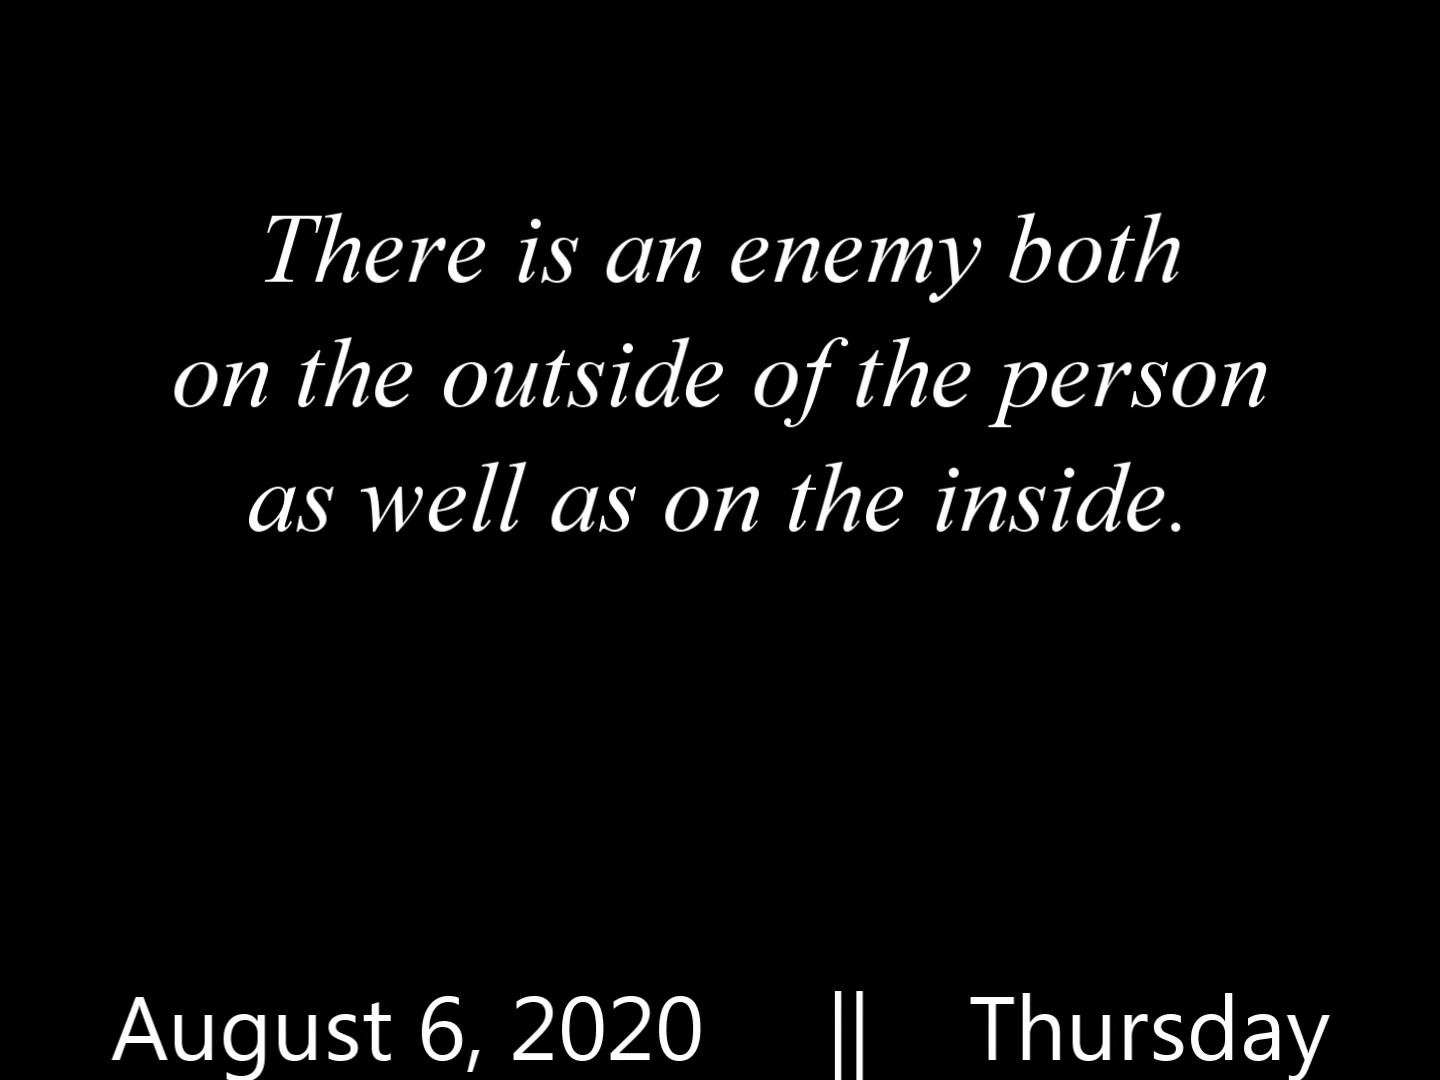 There is an enemy both
on the outside of the person
as well as on the inside.
August 6, 2020 || Thursday